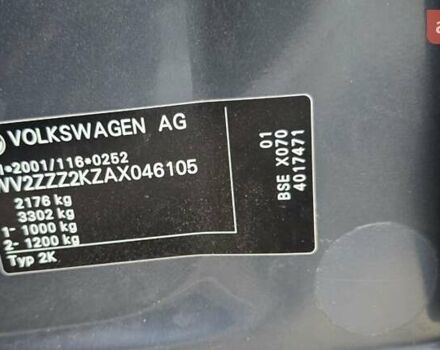 VOLKSWAGEN AG
1*2001/116*0252
WV2ZZZ2KZAX046105
2176 kg
3302 kg
1- 1000 kg
2- 1200 kg
Typ 2K
01
BSE X070
4017471